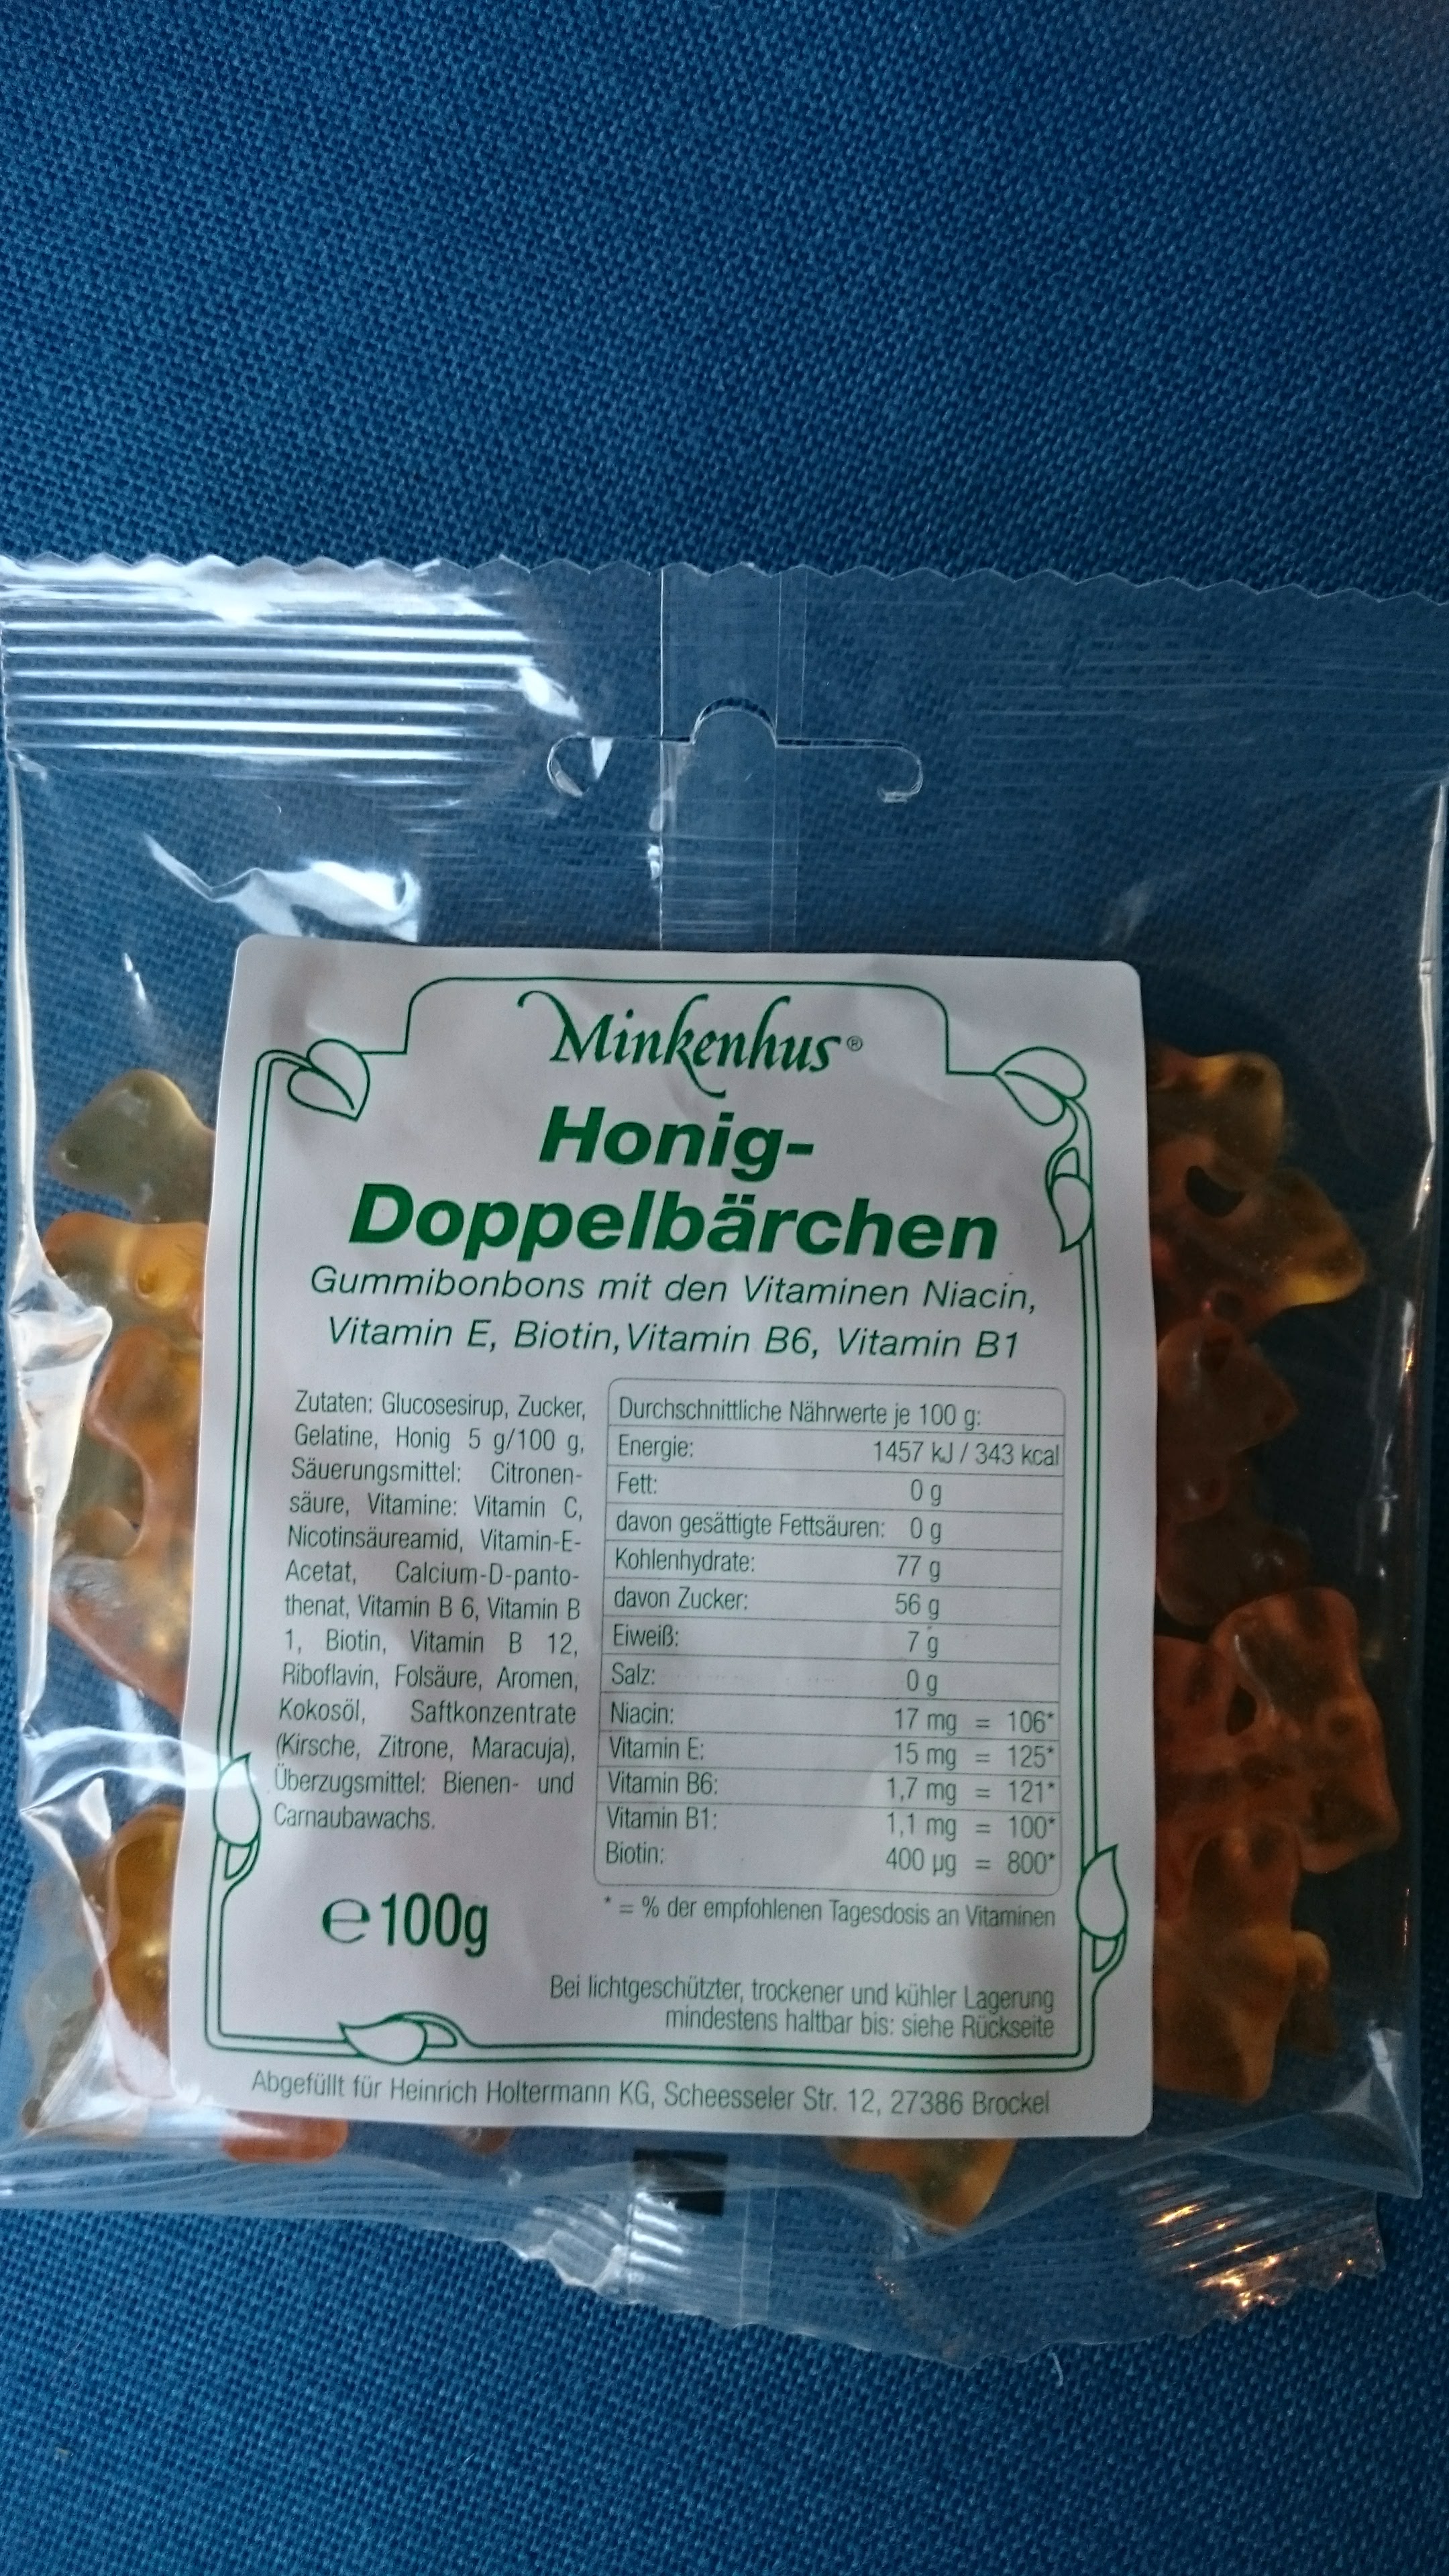 Minkenhus®
Honig-
Doppelbärchen
Gummibonbons mit den Vitaminen Niacin,
Vitamin E, Biotin, Vitamin B6, Vitamin B1
Zutaten: Glucosesirup, Zucker,
Gelatine, Honig 5 g/100 g,
Säuerungsmittel: Citronen-
säure, Vitamine: Vitamin C,
Nicotinsäureamid, Vitamin-E-
Acetat, Calcium-D-panto-
thenat, Vitamin B 6, Vitamin B
1, Biotin, Vitamin B 12,
Riboflavin, Folsäure, Aromen,
Kokosöl, Saftkonzentrate
(Kirsche, Zitrone, Maracuja),
Überzugsmittel: Bienen- und
Carnaubawachs.
Durchschnittliche Nährwerte je 100 g:
Energie: 1457 kJ / 343 kcal
Fett: 0 g
davon gesättigte Fettsäuren: 0 g
Kohlenhydrate: 77 g
davon Zucker: 56 g
Eiweiß: 7 g
Salz: 0 g
Niacin: 17 mg = 106*
Vitamin E: 15 mg = 125*
Vitamin B6: 1,7 mg = 121*
Vitamin B1: 1,1 mg = 100*
Biotin: 400 µg = 800*
* = % der empfohlenen Tagesdosis an Vitaminen
e 100g
Bei lichtgeschützter, trockener und kühler Lagerung
mindestens haltbar bis: siehe Rückseite
Abgefüllt für Heinrich Holtermann KG, Scheesseler Str. 12, 27386 Brockel